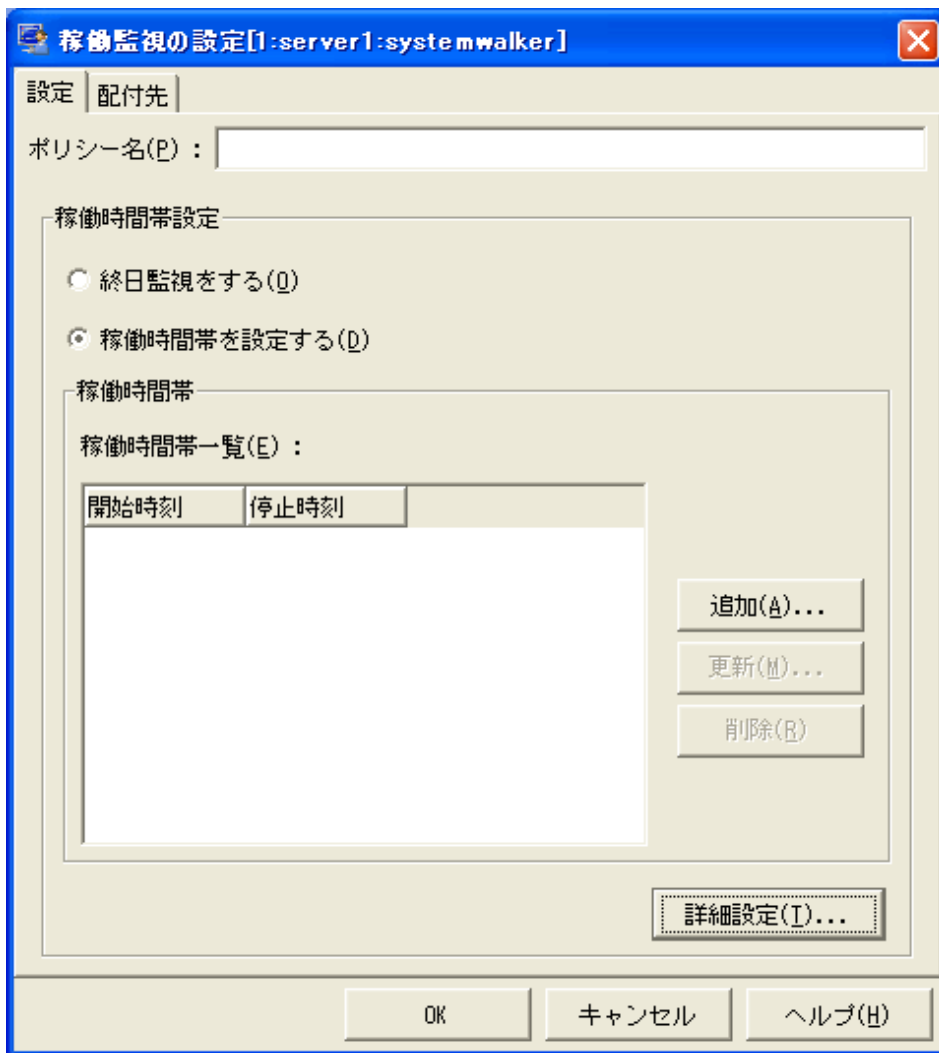 稼働監視の設定[1:server1:systemwalker]
設定 配付先
ポリシー名(P)：
稼働時間帯設定
終日監視をする(O)
稼働時間帯を設定する(D)
稼働時間帯
稼働時間帯一覧(E)：
開始時刻 停止時刻
追加(A)...
更新(M)...
削除(R)
詳細設定(T)...
OK キャンセル ヘルプ(H)